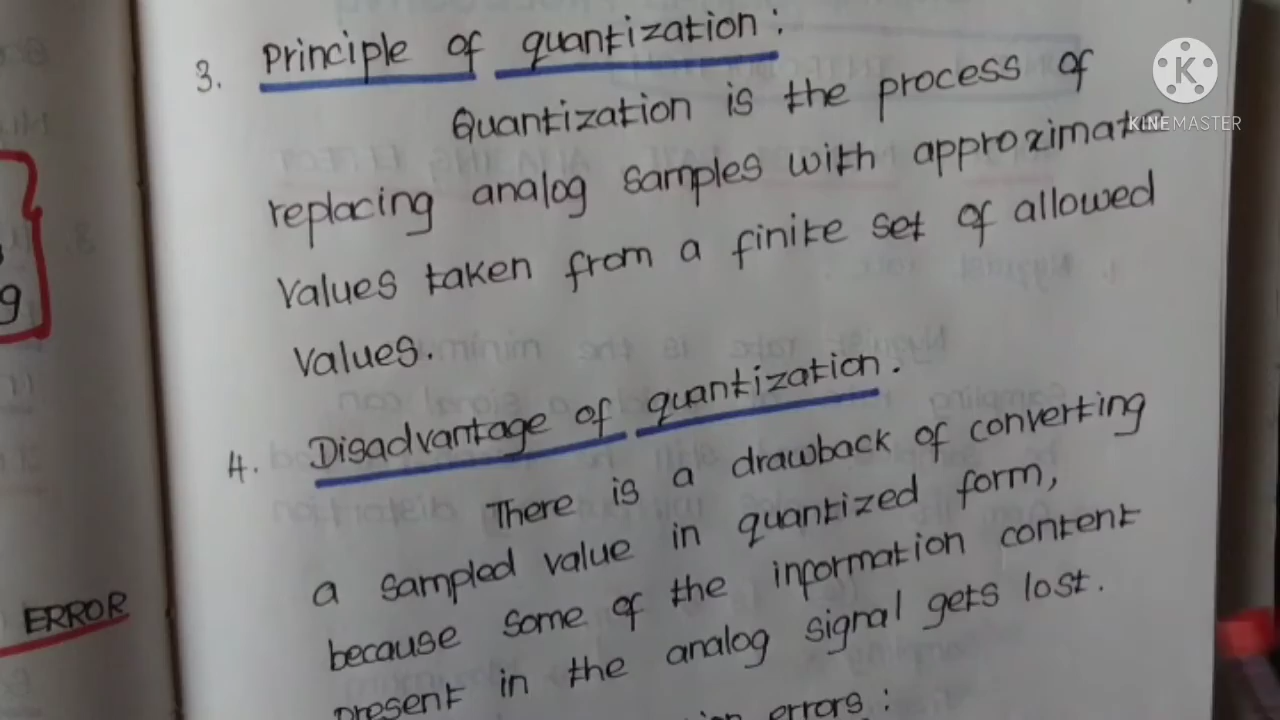 3. Principle of quantization:
Quantization is the process of
replacing analog samples with approximate
values taken from a finite set of allowed
values.
4. Disadvantage of quantization.
There is a drawback of converting
a sampled value in quantized form,
because some of the information content
present in the analog signal gets lost.
errors:
ERROR
g
K
KINEMASTER